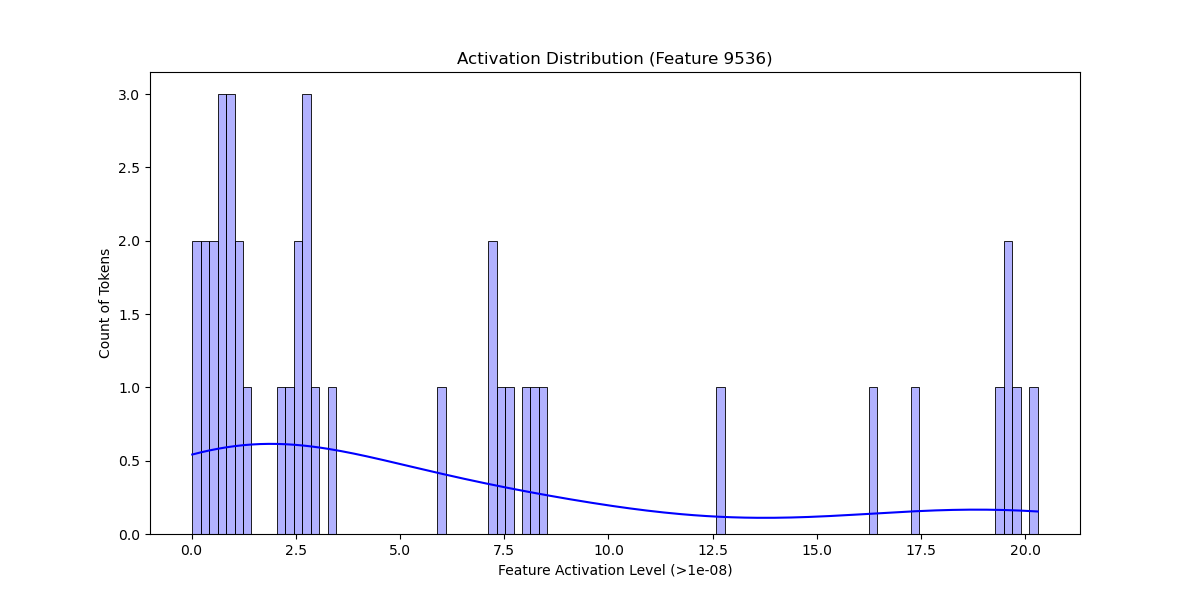 Activation Distribution (Feature 9536)
3.0
2.5
2.0
1.5
1.0
0.5
0.0
Count of Tokens
0.0 2.5 5.0 7.5 10.0 12.5 15.0 17.5 20.0
Feature Activation Level (>1e-08)